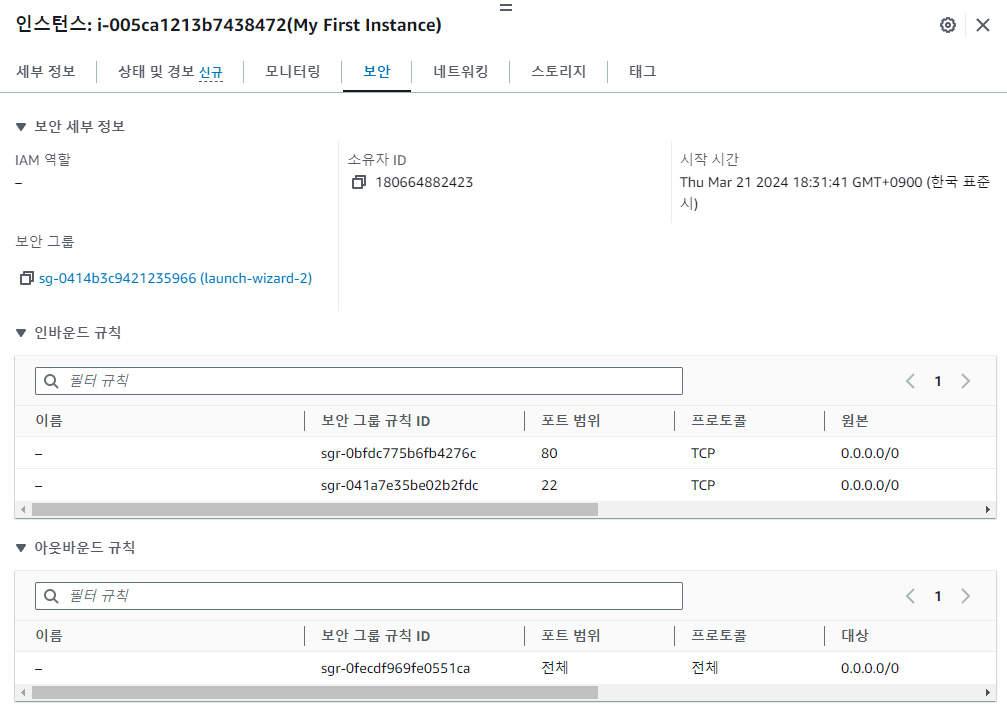 인스턴스: i-005ca1213b7438472(My First Instance)
세부 정보 상태 및 경보 신규 모니터링 보안 네트워킹 스토리지 태그
보안 세부 정보
IAM 역할 소유자 ID 시작 시간
– 180664882423 Thu Mar 21 2024 18:31:41 GMT+0900 (한국 표준
시)
보안 그룹
sg-0414b3c9421235966 (launch-wizard-2)
인바운드 규칙
필터 규칙 1
이름 보안 그룹 규칙 ID 포트 범위 프로토콜 원본
– sgr-0bfdc775b6fb4276c 80 TCP 0.0.0.0/0
– sgr-041a7e35be02b2fdc 22 TCP 0.0.0.0/0
아웃바운드 규칙
필터 규칙 1
이름 보안 그룹 규칙 ID 포트 범위 프로토콜 대상
– sgr-0fecdf969fe0551ca 전체 전체 0.0.0.0/0